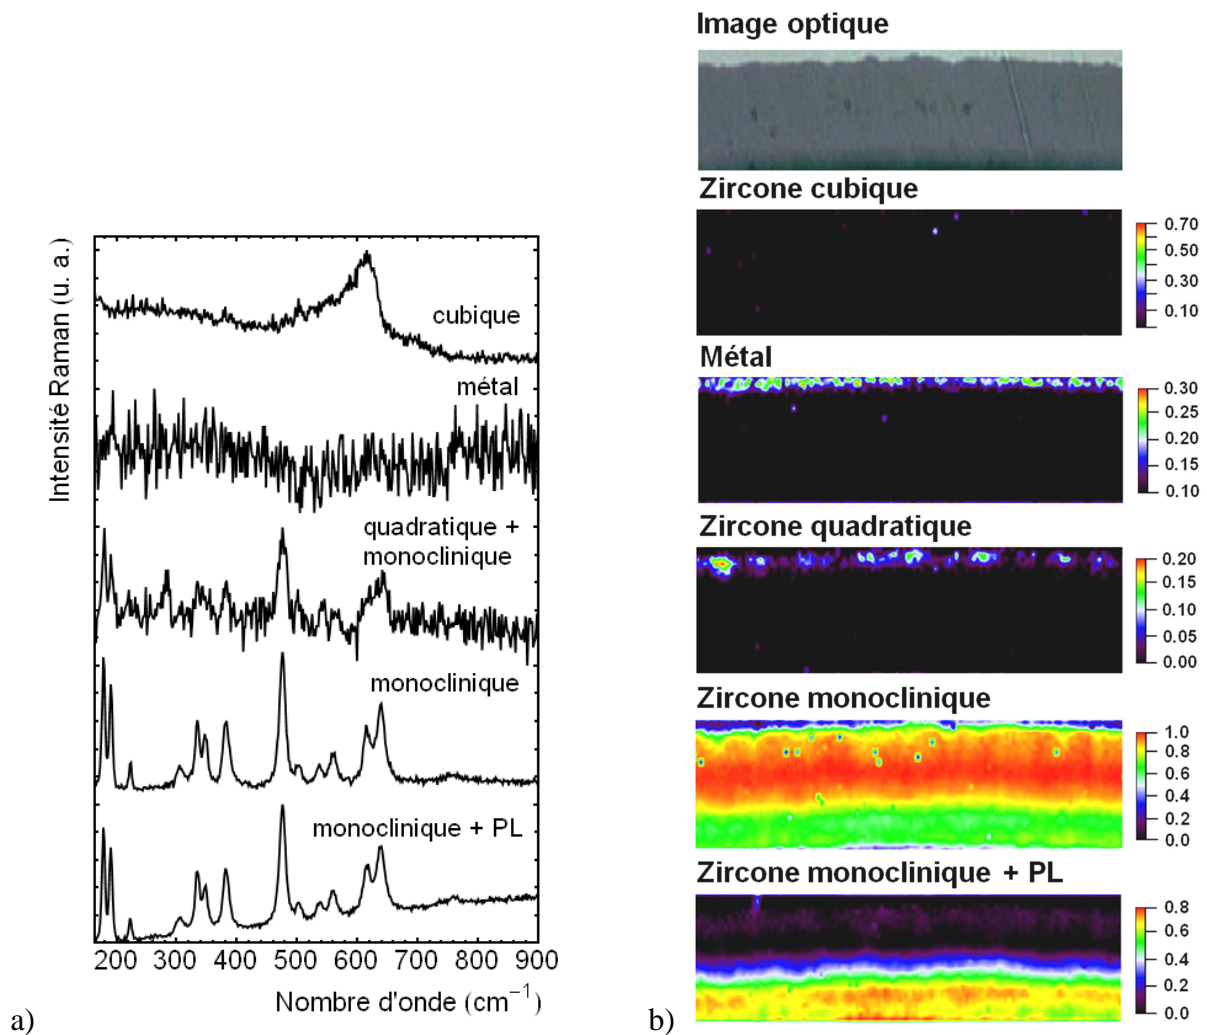 Image optique
Zircone cubique
0.70
0.50
0.30
0.10
Métal
0.30
0.25
0.20
0.15
0.10
Zircone quadratique
0.20
0.15
0.10
0.05
0.00
Zircone monoclinique
1.0
0.8
0.6
0.4
0.2
0.0
Zircone monoclinique + PL
0.8
0.6
0.4
0.2
0.0
Intensité Raman (u. a.)
cubique
métal
quadratique +
monoclinique
monoclinique
monoclinique + PL
200 300 400 500 600 700 800 900
Nombre d'onde (cm⁻¹)
a)
b)